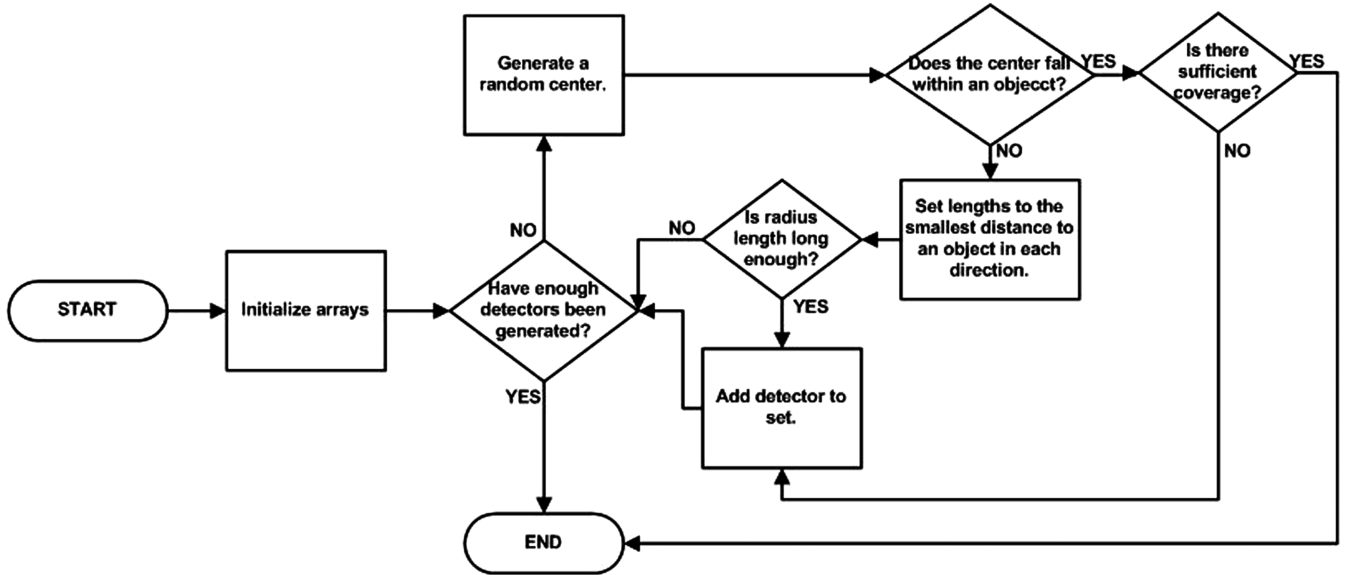 Generate a
random center.
Does the center fall
within an objecct?
YES
Is there
sufficient
coverage?
YES
NO
NO
Set lengths to the
smallest distance to
an object in each
direction.
Is radius
length long
enough?
NO
YES
NO
START
Initialize arrays
Have enough
detectors been
generated?
YES
Add detector to
set.
END